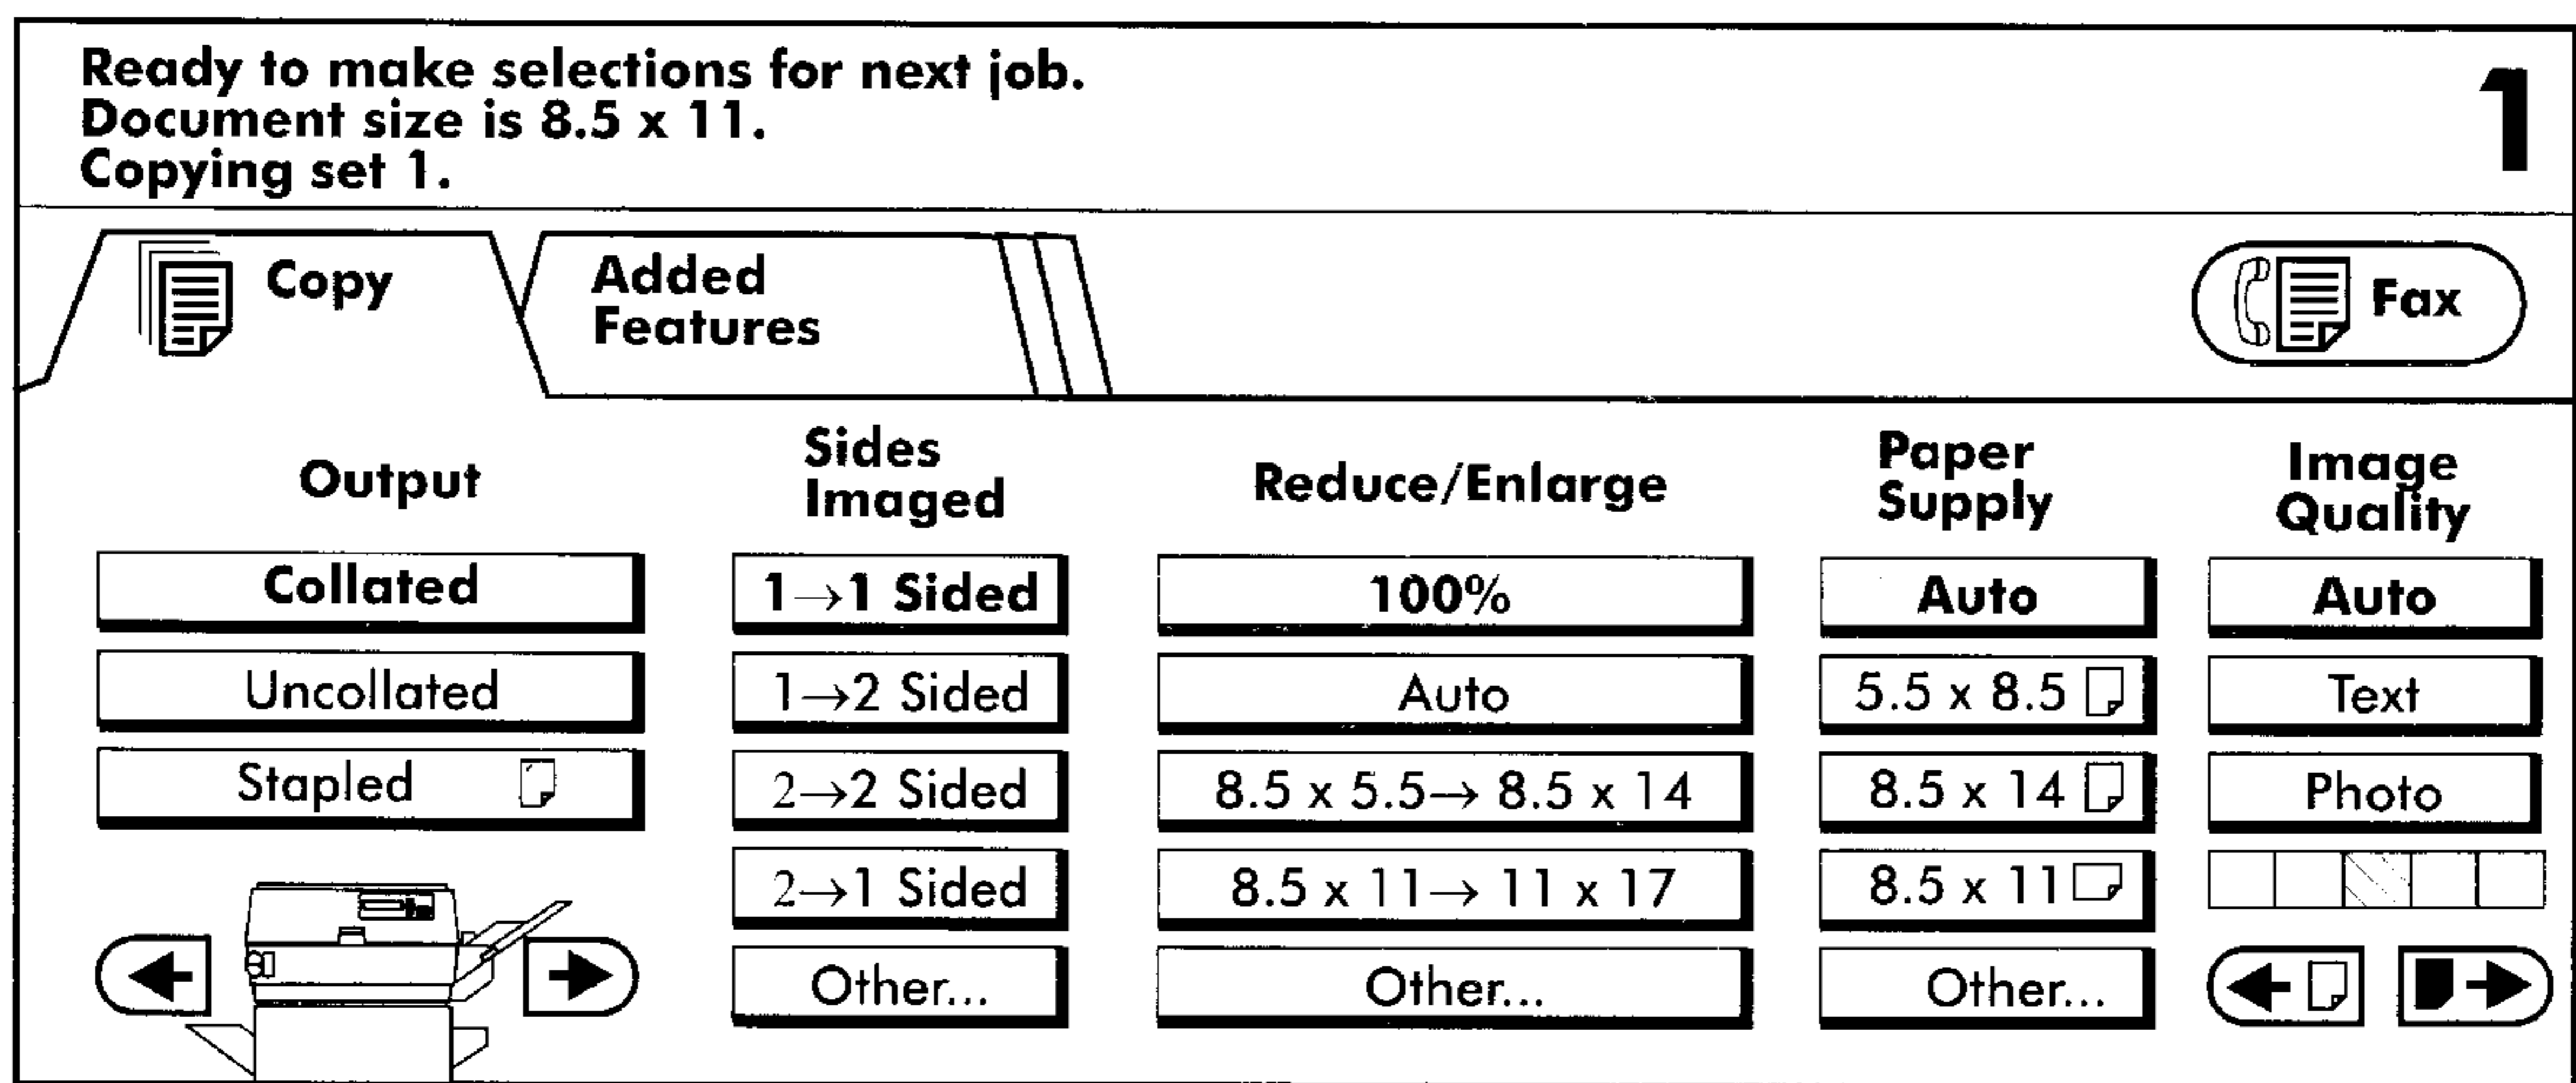 Ready to make selections for next job.
Document size is 8.5 x 11.
Copying set 1.
1
Copy
Added
Features
Fax
Output
Sides
Imaged
Reduce/Enlarge
Paper
Supply
Image
Quality
Collated
1→1 Sided
100%
Auto
Auto
Uncollated
1→2 Sided
Auto
5.5 x 8.5
Text
Stapled
2→2 Sided
8.5 x 5.5→ 8.5 x 14
8.5 x 14
Photo
2→1 Sided
8.5 x 11→ 11 x 17
8.5 x 11
Other...
Other...
Other...